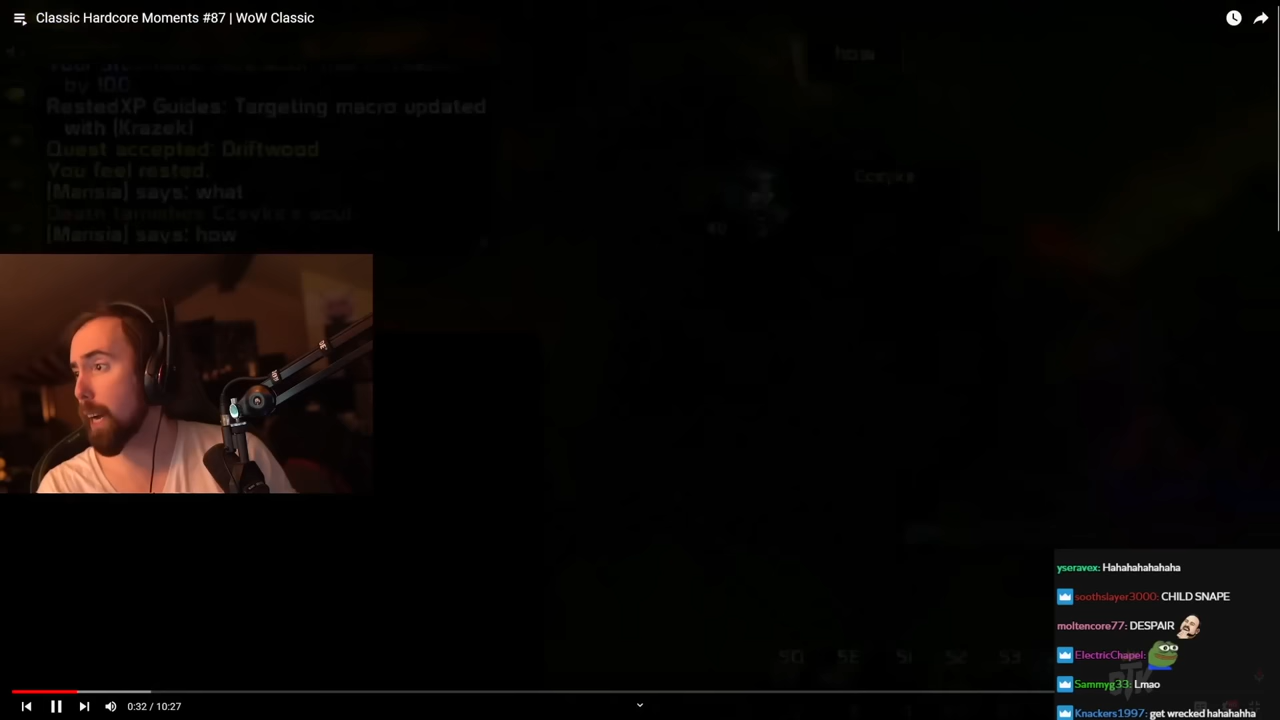 Classic Hardcore Moments #87 | WoW Classic
by 100
RestedXP Guides: Targeting macro updated
with [Krazek]
Quest accepted: Driftwood
You feel rested.
[Mansia] says: what
[Mansia] says: how
yseravex: Hahahahahahaha
soothslayer3000: CHILD SNAPE
moltencore77: DESPAIR
ElectricChapel:
Sammyg33: Lmao
Knackers1997: get wrecked hahahahha
0:32 / 10:27